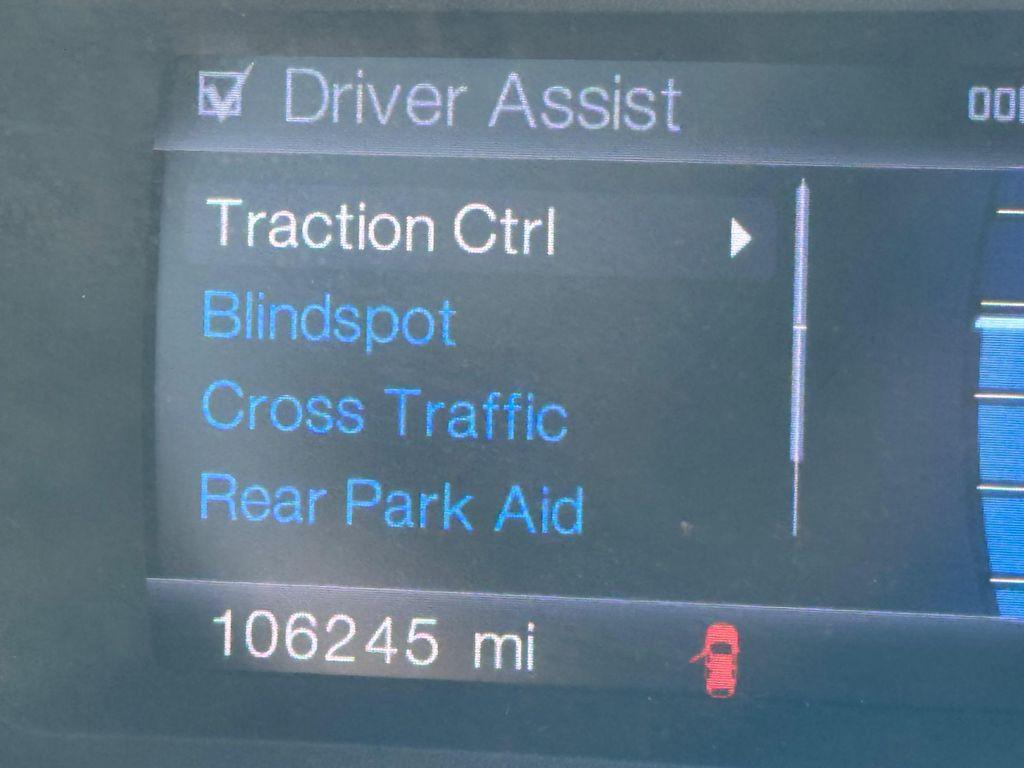 Driver Assist
Traction Ctrl
Blindspot
Cross Traffic
Rear Park Aid
106245 mi